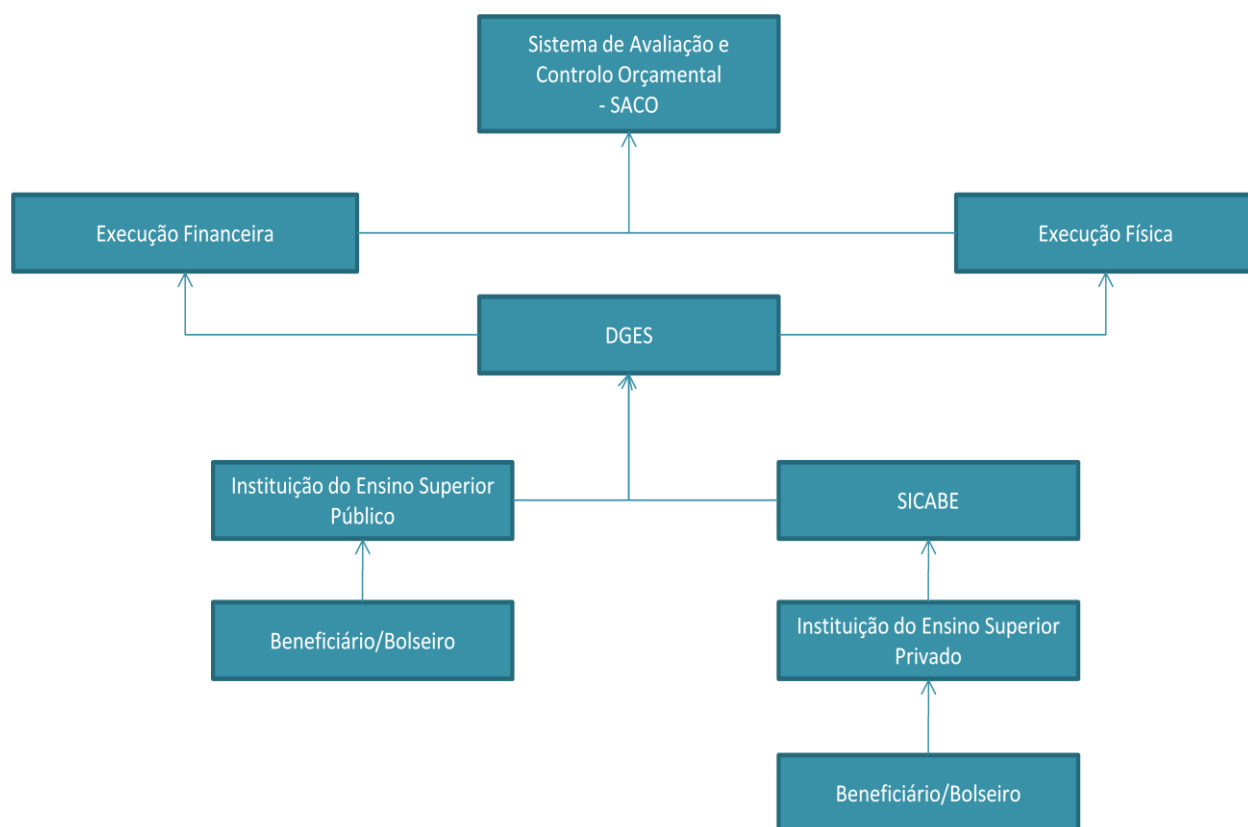 Sistema de Avaliação e
Controlo Orçamental
- SACO
Execução Financeira
Execução Física
DGES
Instituição do Ensino Superior
Público
SICABE
Beneficiário/Bolseiro
Instituição do Ensino Superior
Privado
Beneficiário/Bolseiro